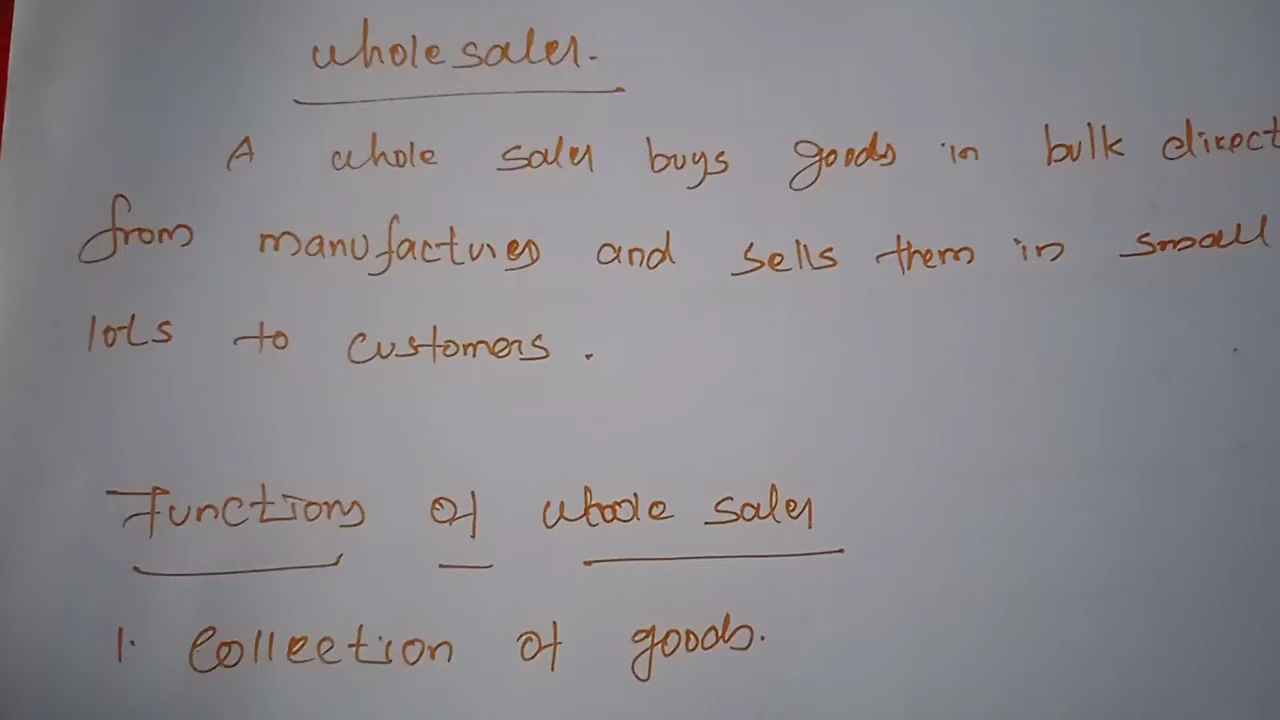 Whole saler.
A whole saler buys goods in bulk direct
from manufactures and sells them in small
lots to customers.
Functions of whole saler
1. Collection of goods.